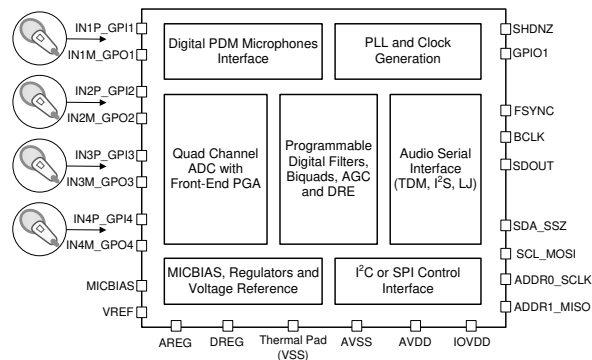 IN1P_GPI1
IN1M_GPO1
IN2P_GPI2
IN2M_GPO2
IN3P_GPI3
IN3M_GPO3
IN4P_GPI4
IN4M_GPO4
MICBIAS
VREF
Digital PDM Microphones
Interface
PLL and Clock
Generation
Quad Channel
ADC with
Front-End PGA
Programmable
Digital Filters,
Biquads, AGC
and DRE
Audio Serial
Interface
(TDM, I²S, LJ)
MICBIAS, Regulators and
Voltage Reference
I²C or SPI Control
Interface
SHDNZ
GPIO1
FSYNC
BCLK
SDOUT
SDA_SSZ
SCL_MOSI
ADDR0_SCLK
ADDR1_MISO
AREG
DREG
Thermal Pad
(VSS)
AVSS
AVDD
IOVDD